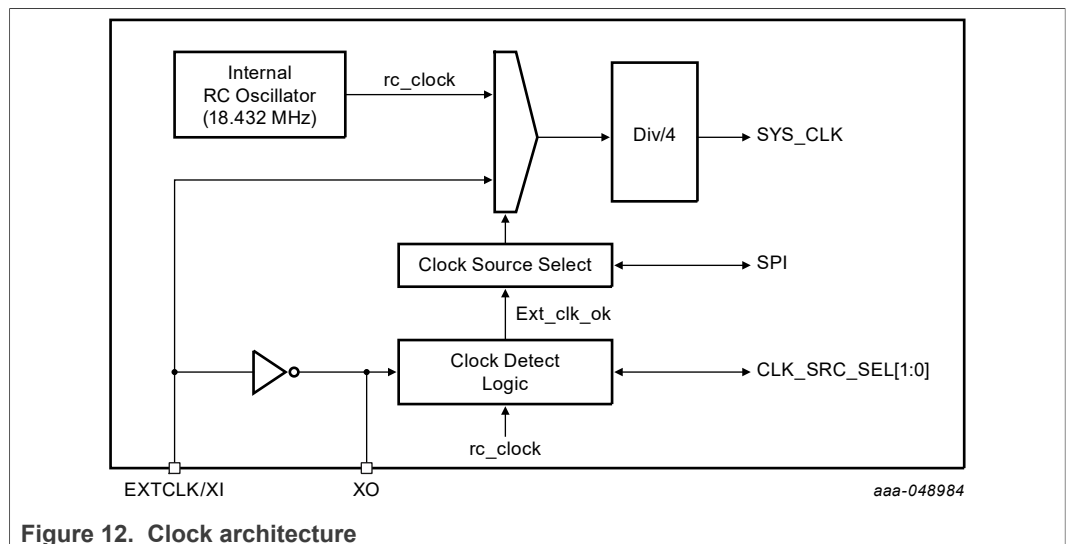 Internal
RC Oscillator
(18.432 MHz)
rc_clock
Div/4
SYS_CLK
Clock Source Select
SPI
Ext_clk_ok
Clock Detect
Logic
CLK_SRC_SEL[1:0]
rc_clock
EXTCLK/XI
XO
aaa-048984
Figure 12. Clock architecture